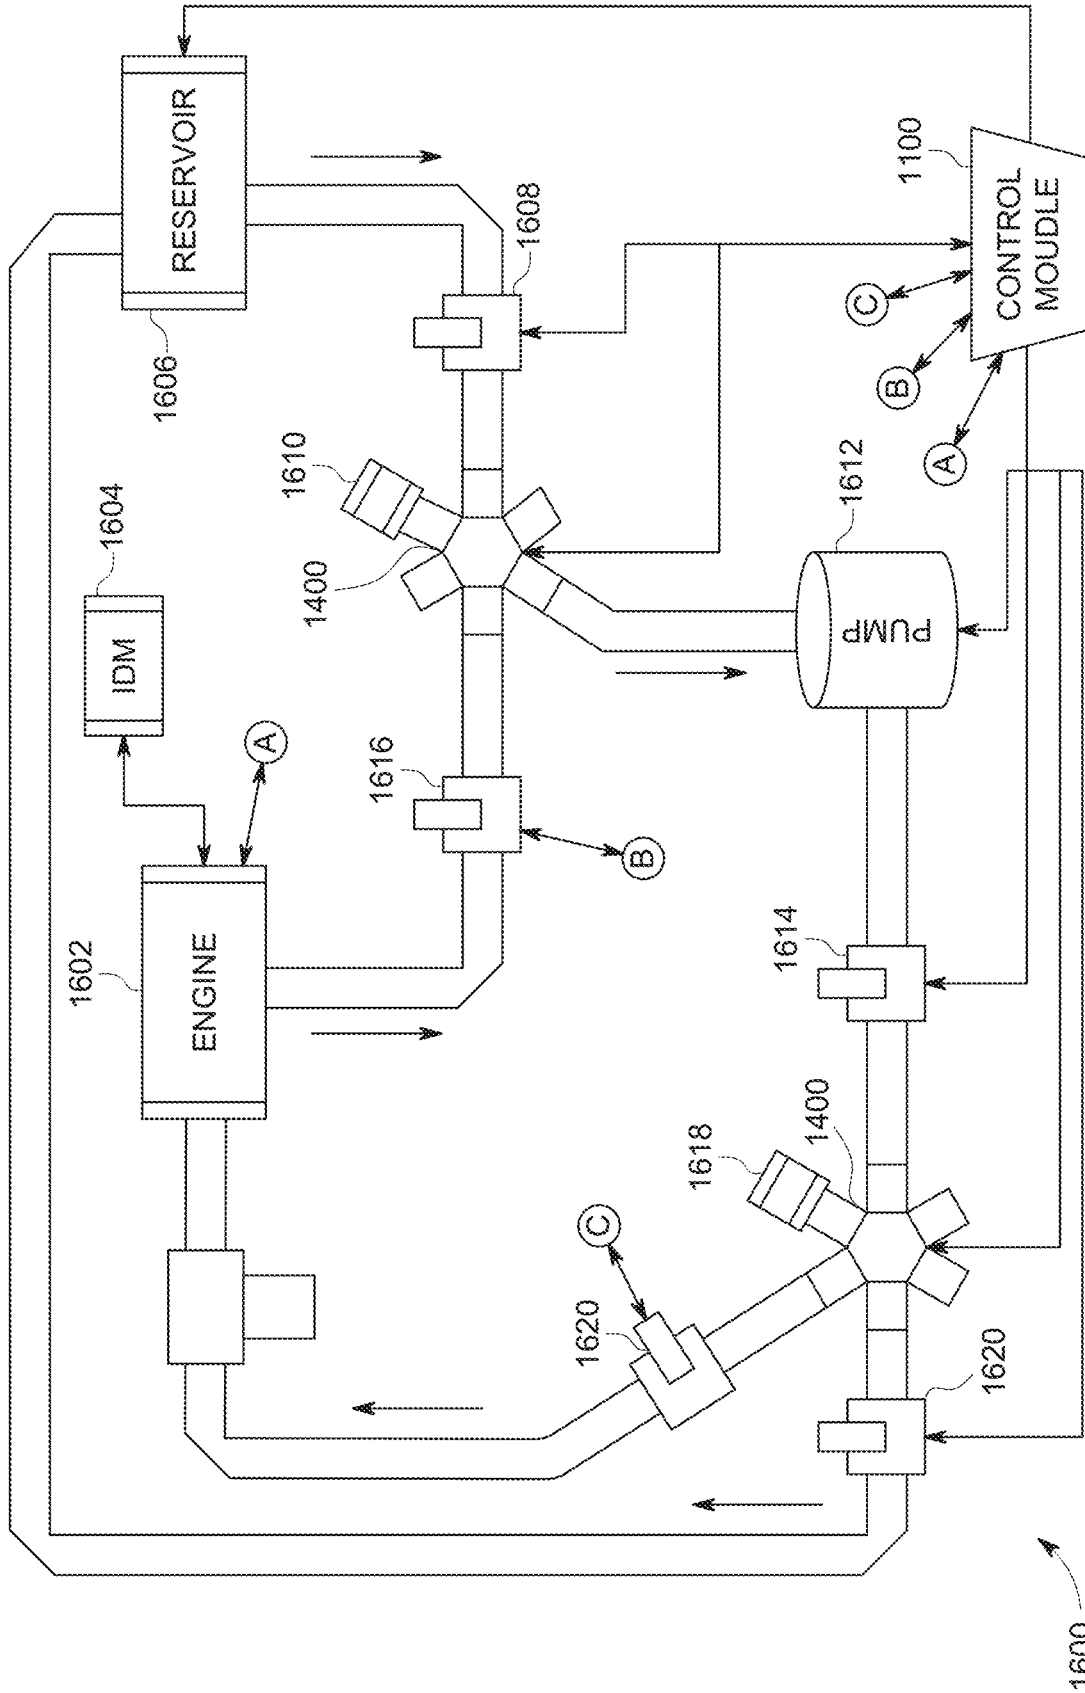 1602
1604
IDM
1606
RESERVOIR
ENGINE
A
1610
1400
1616
1608
1620
C
B
1618
1614
1400
1612
PUMP
C
B
A
1100
CONTROL
MOUDLE
1620
1600